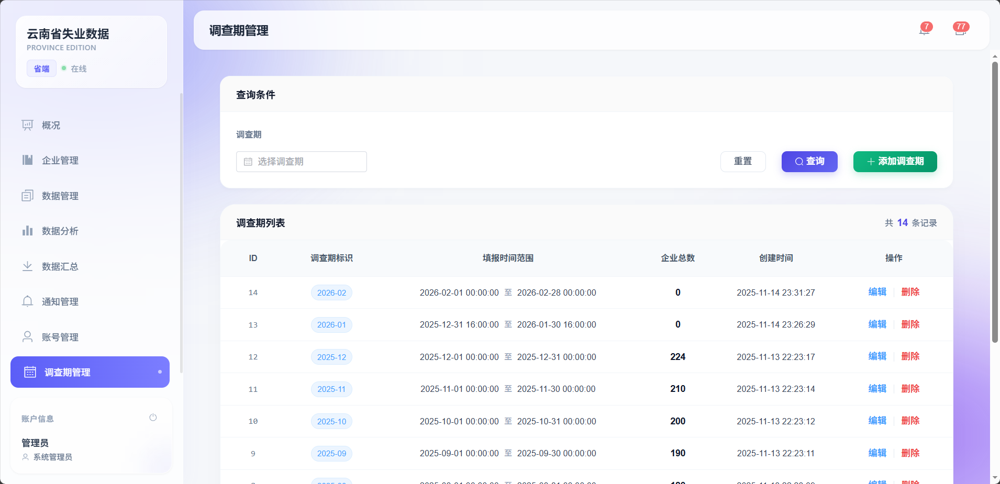 云南省失业数据
PROVINCE EDITION
省端 在线
概况
企业管理
数据管理
数据分析
数据汇总
通知管理
账号管理
调查期管理
账户信息
管理员
系统管理员
调查期管理
7
77
查询条件
调查期
选择调查期
重置
查询
添加调查期
调查期列表
共 14 条记录
ID 调查期标识 填报时间范围 企业总数 创建时间 操作
14 2026-02 2026-02-01 00:00:00 至 2026-02-28 00:00:00 0 2025-11-14 23:31:27 编辑 删除
13 2026-01 2025-12-31 16:00:00 至 2026-01-30 16:00:00 0 2025-11-14 23:26:29 编辑 删除
12 2025-12 2025-12-01 00:00:00 至 2025-12-31 00:00:00 224 2025-11-13 22:23:17 编辑 删除
11 2025-11 2025-11-01 00:00:00 至 2025-11-30 00:00:00 210 2025-11-13 22:23:14 编辑 删除
10 2025-10 2025-10-01 00:00:00 至 2025-10-31 00:00:00 200 2025-11-13 22:23:12 编辑 删除
9 2025-09 2025-09-01 00:00:00 至 2025-09-30 00:00:00 190 2025-11-13 22:23:11 编辑 删除